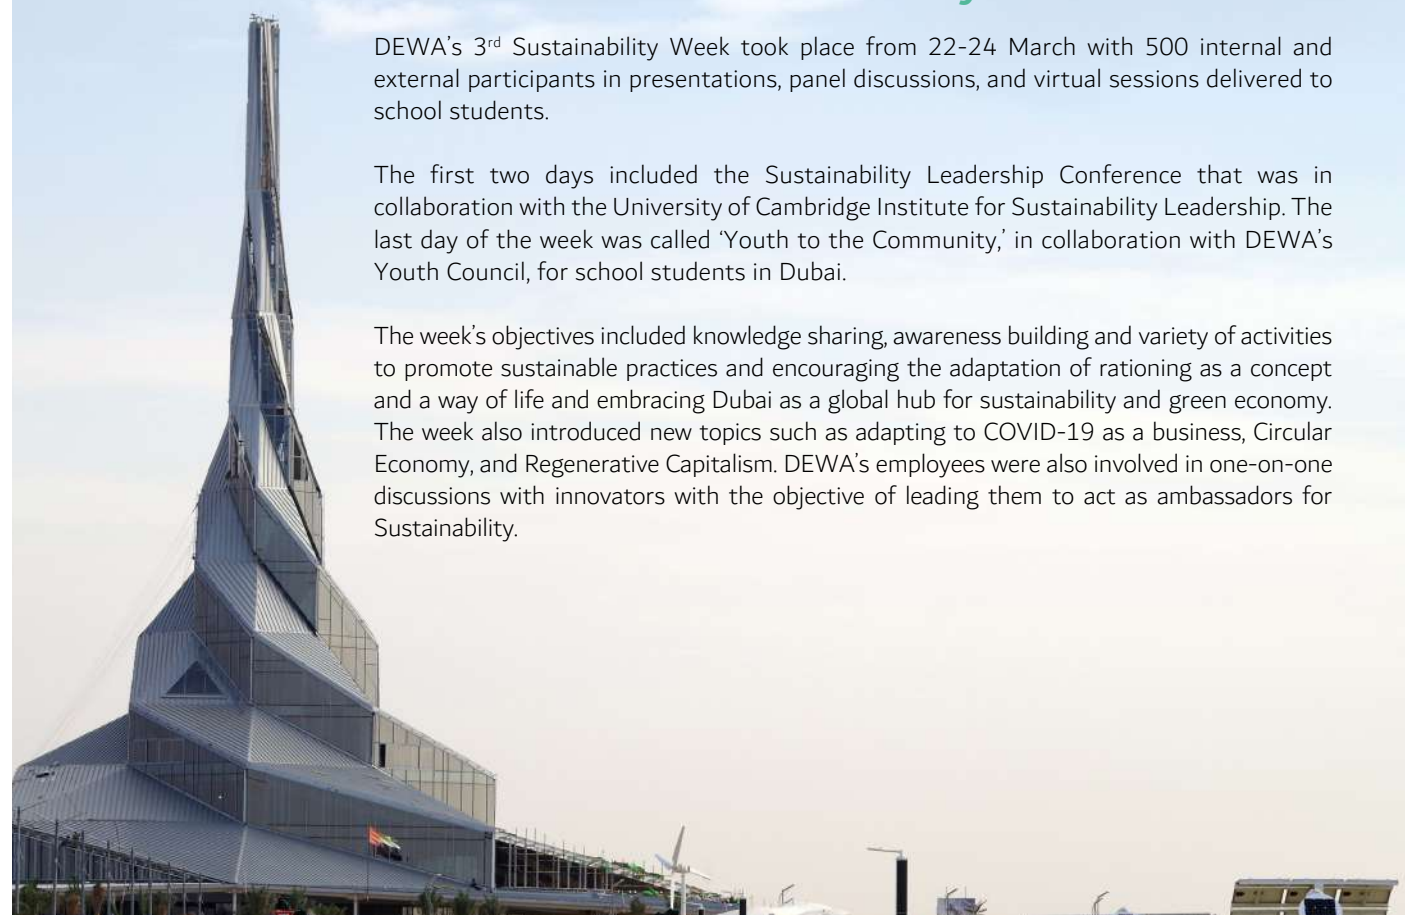 DEWA’s 3rd Sustainability Week took place from 22-24 March with 500 internal and
external participants in presentations, panel discussions, and virtual sessions delivered to
school students.
The first two days included the Sustainability Leadership Conference that was in
collaboration with the University of Cambridge Institute for Sustainability Leadership. The
last day of the week was called ‘Youth to the Community,’ in collaboration with DEWA’s
Youth Council, for school students in Dubai.
The week’s objectives included knowledge sharing, awareness building and variety of activities
to promote sustainable practices and encouraging the adaptation of rationing as a concept
and a way of life and embracing Dubai as a global hub for sustainability and green economy.
The week also introduced new topics such as adapting to COVID-19 as a business, Circular
Economy, and Regenerative Capitalism. DEWA’s employees were also involved in one-on-one
discussions with innovators with the objective of leading them to act as ambassadors for
Sustainability.